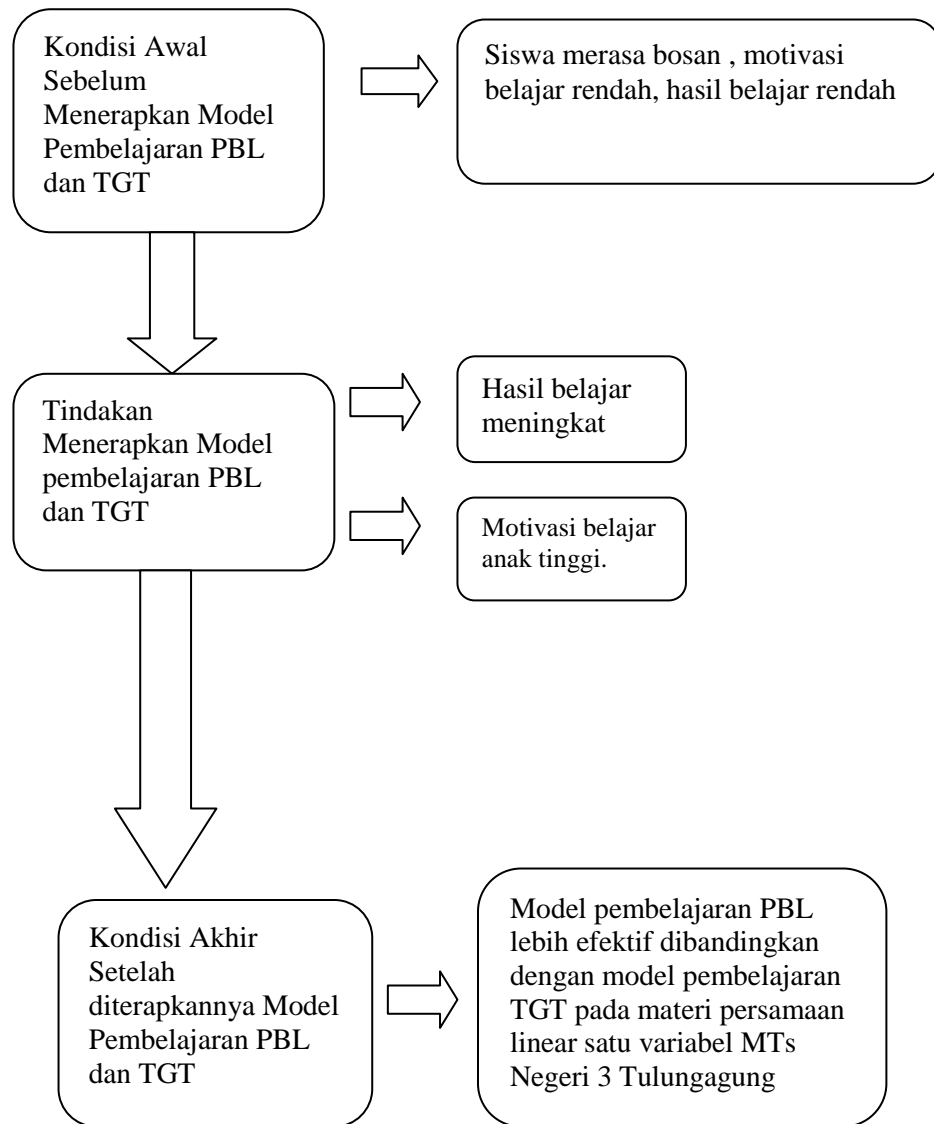 Kondisi Awal
Sebelum
Menerapkan Model
Pembelajaran PBL
dan TGT
Siswa merasa bosan , motivasi
belajar rendah, hasil belajar rendah
Tindakan
Menerapkan Model
pembelajaran PBL
dan TGT
Hasil belajar
meningkat
Motivasi belajar
anak tinggi.
Kondisi Akhir
Setelah
diterapkannya Model
Pembelajaran PBL
dan TGT
Model pembelajaran PBL
lebih efektif dibandingkan
dengan model pembelajaran
TGT pada materi persamaan
linear satu variabel MTs
Negeri 3 Tulungagung